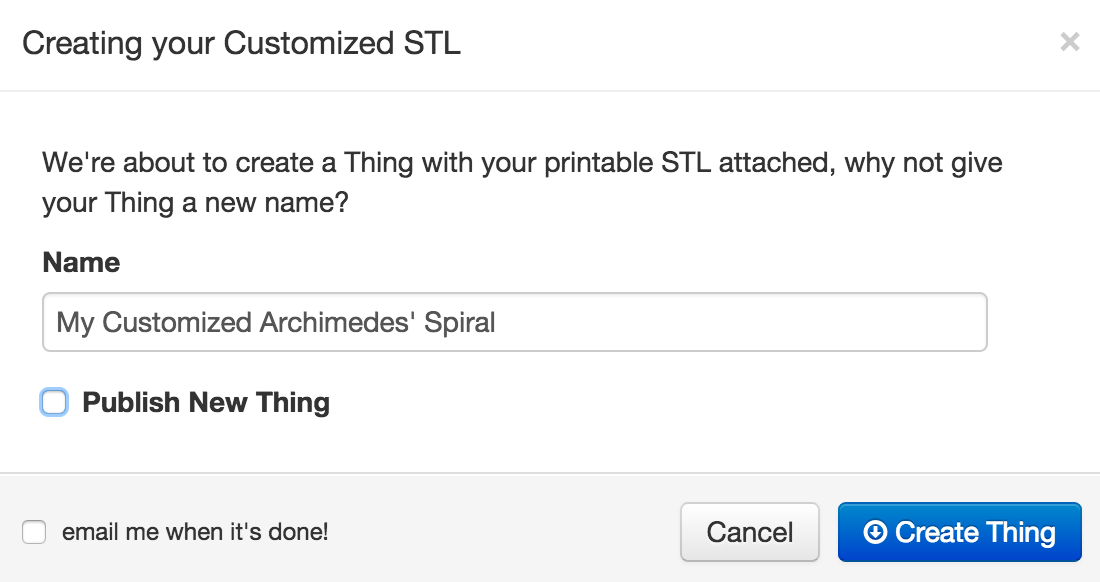 Creating your Customized STL
We're about to create a Thing with your printable STL attached, why not give
your Thing a new name?
Name
My Customized Archimedes' Spiral
Publish New Thing
email me when it's done!
Cancel
Create Thing